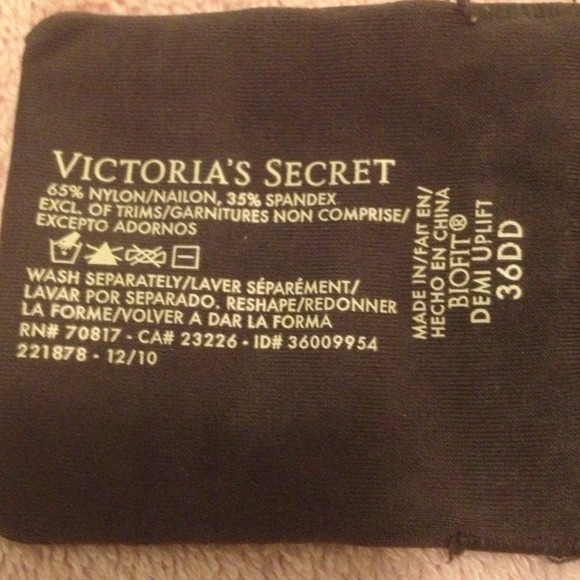 VICTORIA'S SECRET
65% NYLON/NAILON, 35% SPANDEX
EXCL. OF TRIMS/GARNITURES NON COMPRISE/
EXCEPTO ADORNOS
WASH SEPARATELY/LAVER SÉPARÉMENT/
LAVAR POR SEPARADO. RESHAPE/REDONNER
LA FORME/VOLVER A DAR LA FORMA
RN# 70817 - CA# 23226 - ID# 36009954
221878 - 12/10
MADE IN/FAIT EN/
HECHO EN CHINA
BIOFIT®
DEMI UPLIFT
36DD